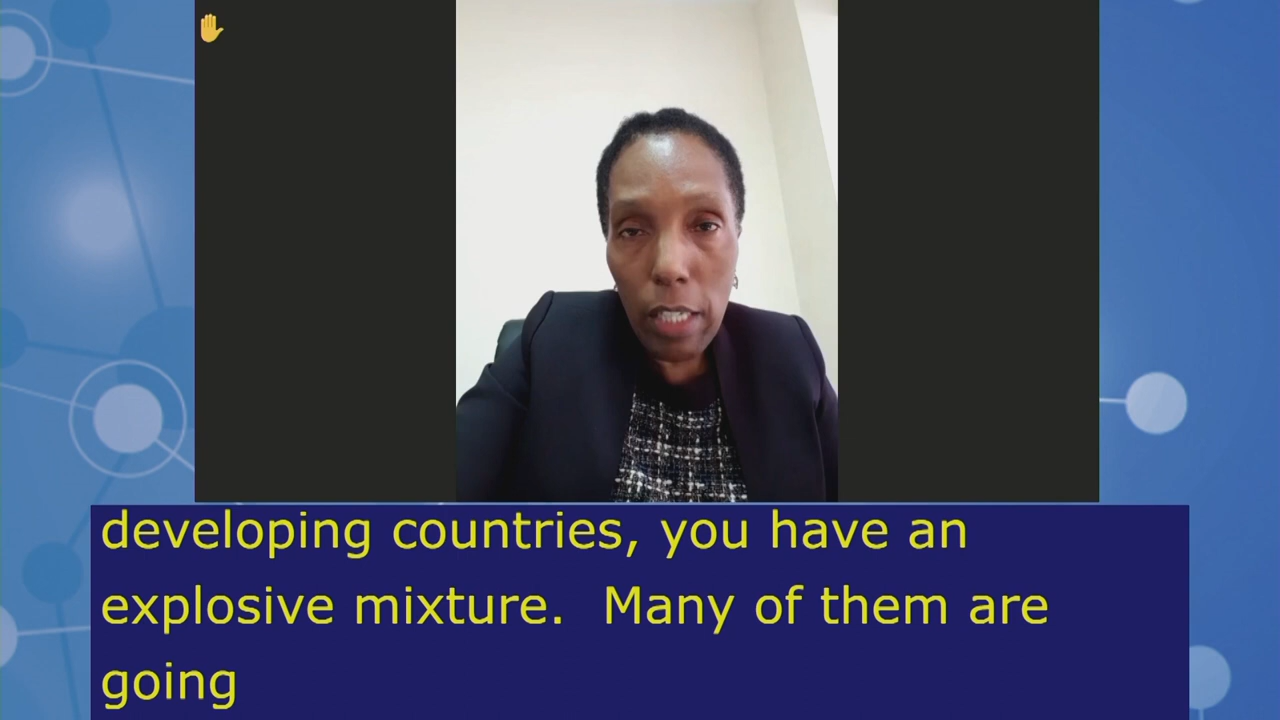 developing countries, you have an
explosive mixture.  Many of them are
going